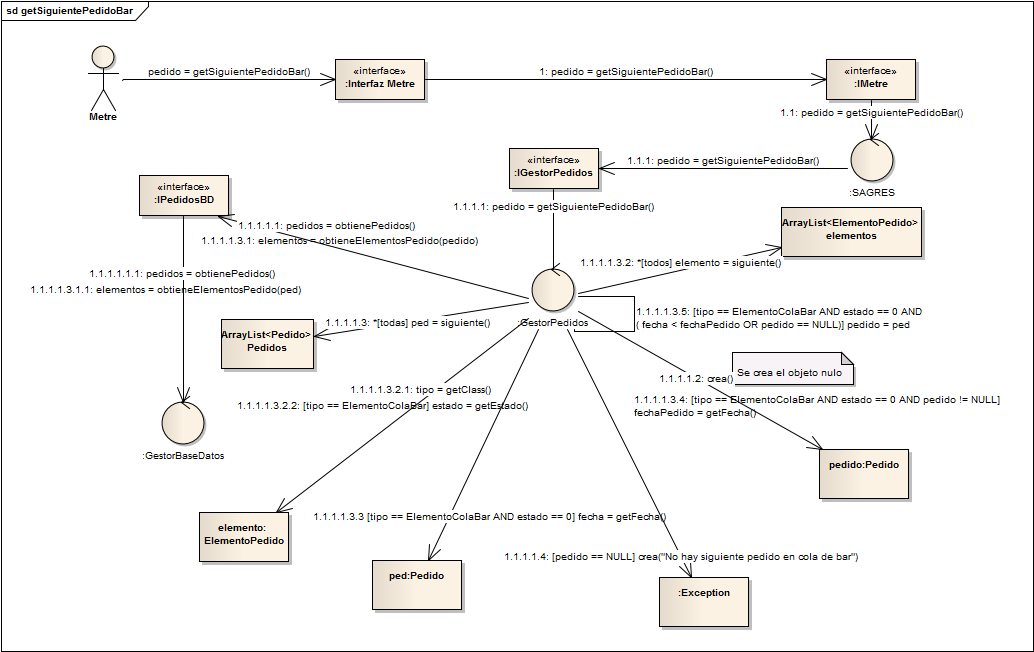 sd getSiguientePedidoBar
Metre
pedido = getSiguientePedidoBar()
«interface»
:Interfaz Metre
1: pedido = getSiguientePedidoBar()
«interface»
:IMetre
1.1: pedido = getSiguientePedidoBar()
:SAGRES
1.1.1: pedido = getSiguientePedidoBar()
«interface»
:IGestorPedidos
1.1.1.1: pedido = getSiguientePedidoBar()
«interface»
:IPedidosBD
1.1.1.1.1: pedidos = obtienePedidos()
1.1.1.1.3.1: elementos = obtieneElementosPedido(pedido)
ArrayList<ElementoPedido>
elementos
1.1.1.1.3.2: *[todos] elemento = siguiente()
1.1.1.1.1.1: pedidos = obtienePedidos()
1.1.1.1.3.1.1: elementos = obtieneElementosPedido(ped)
:GestorPedidos
1.1.1.1.3.5: [tipo == ElementoColaBar AND estado == 0 AND
( fecha < fechaPedido OR pedido == NULL)] pedido = ped
1.1.1.1.3: *[todas] ped = siguiente()
ArrayList<Pedido>
Pedidos
Se crea el objeto nulo
1.1.1.1.2: crea()
1.1.1.1.3.2.1: tipo = getClass()
1.1.1.1.3.2.2: [tipo == ElementoColaBar] estado = getEstado()
1.1.1.1.3.4: [tipo == ElementoColaBar AND estado == 0 AND pedido != NULL]
fechaPedido = getFecha()
:GestorBaseDatos
pedido:Pedido
1.1.1.1.3.3 [tipo == ElementoColaBar AND estado == 0] fecha = getFecha()
elemento:
ElementoPedido
1.1.1.1.4: [pedido == NULL] crea("No hay siguiente pedido en cola de bar")
ped:Pedido
:Exception